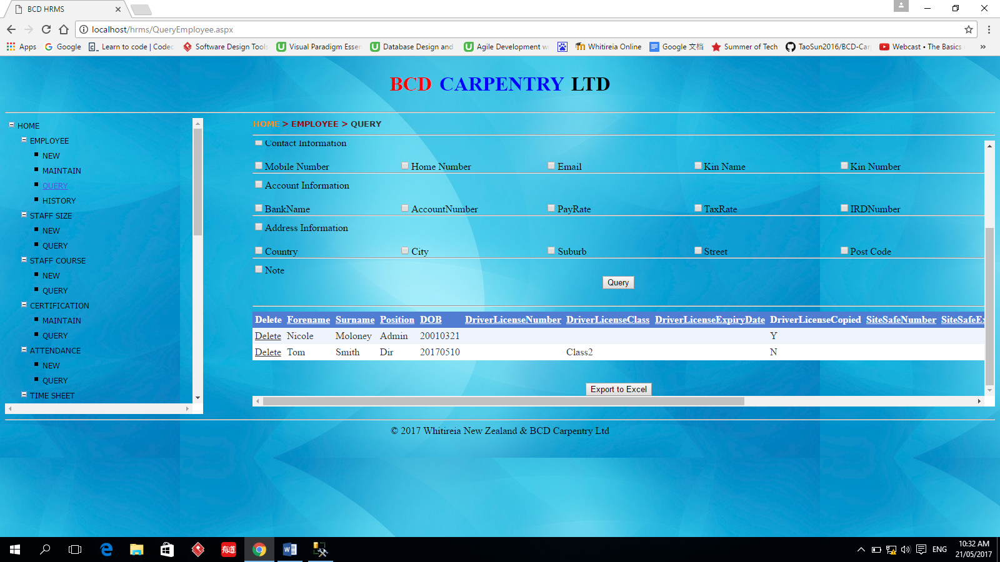 BCD HRMS
localhost/hrms/QueryEmployee.aspx
Apps Google Learn to code | Codec Software Design Tools Visual Paradigm Essen Database Design and Agile Development w Whitireia Online Google 文档 Summer of Tech TaoSun2016/BCD-Car Webcast • The Basics »
BCD CARPENTRY LTD
HOME
EMPLOYEE
NEW
MAINTAIN
QUERY
HISTORY
STAFF SIZE
NEW
QUERY
STAFF COURSE
NEW
QUERY
CERTIFICATION
MAINTAIN
QUERY
ATTENDANCE
NEW
QUERY
TIME SHEET
HOME > EMPLOYEE > QUERY
Contact Information
Mobile Number Home Number Email Kin Name Kin Number
Account Information
BankName AccountNumber PayRate TaxRate IRDNumber
Address Information
Country City Suburb Street Post Code
Note
Query
Delete Forename Surname Position DOB DriverLicenseNumber DriverLicenseClass DriverLicenseExpiryDate DriverLicenseCopied SiteSafeNumber SiteSafeEx
Delete Nicole Moloney Admin 20010321 Y
Delete Tom Smith Dir 20170510 Class2 N
Export to Excel
© 2017 Whitireia New Zealand & BCD Carpentry Ltd
有道
ENG
10:32 AM
21/05/2017